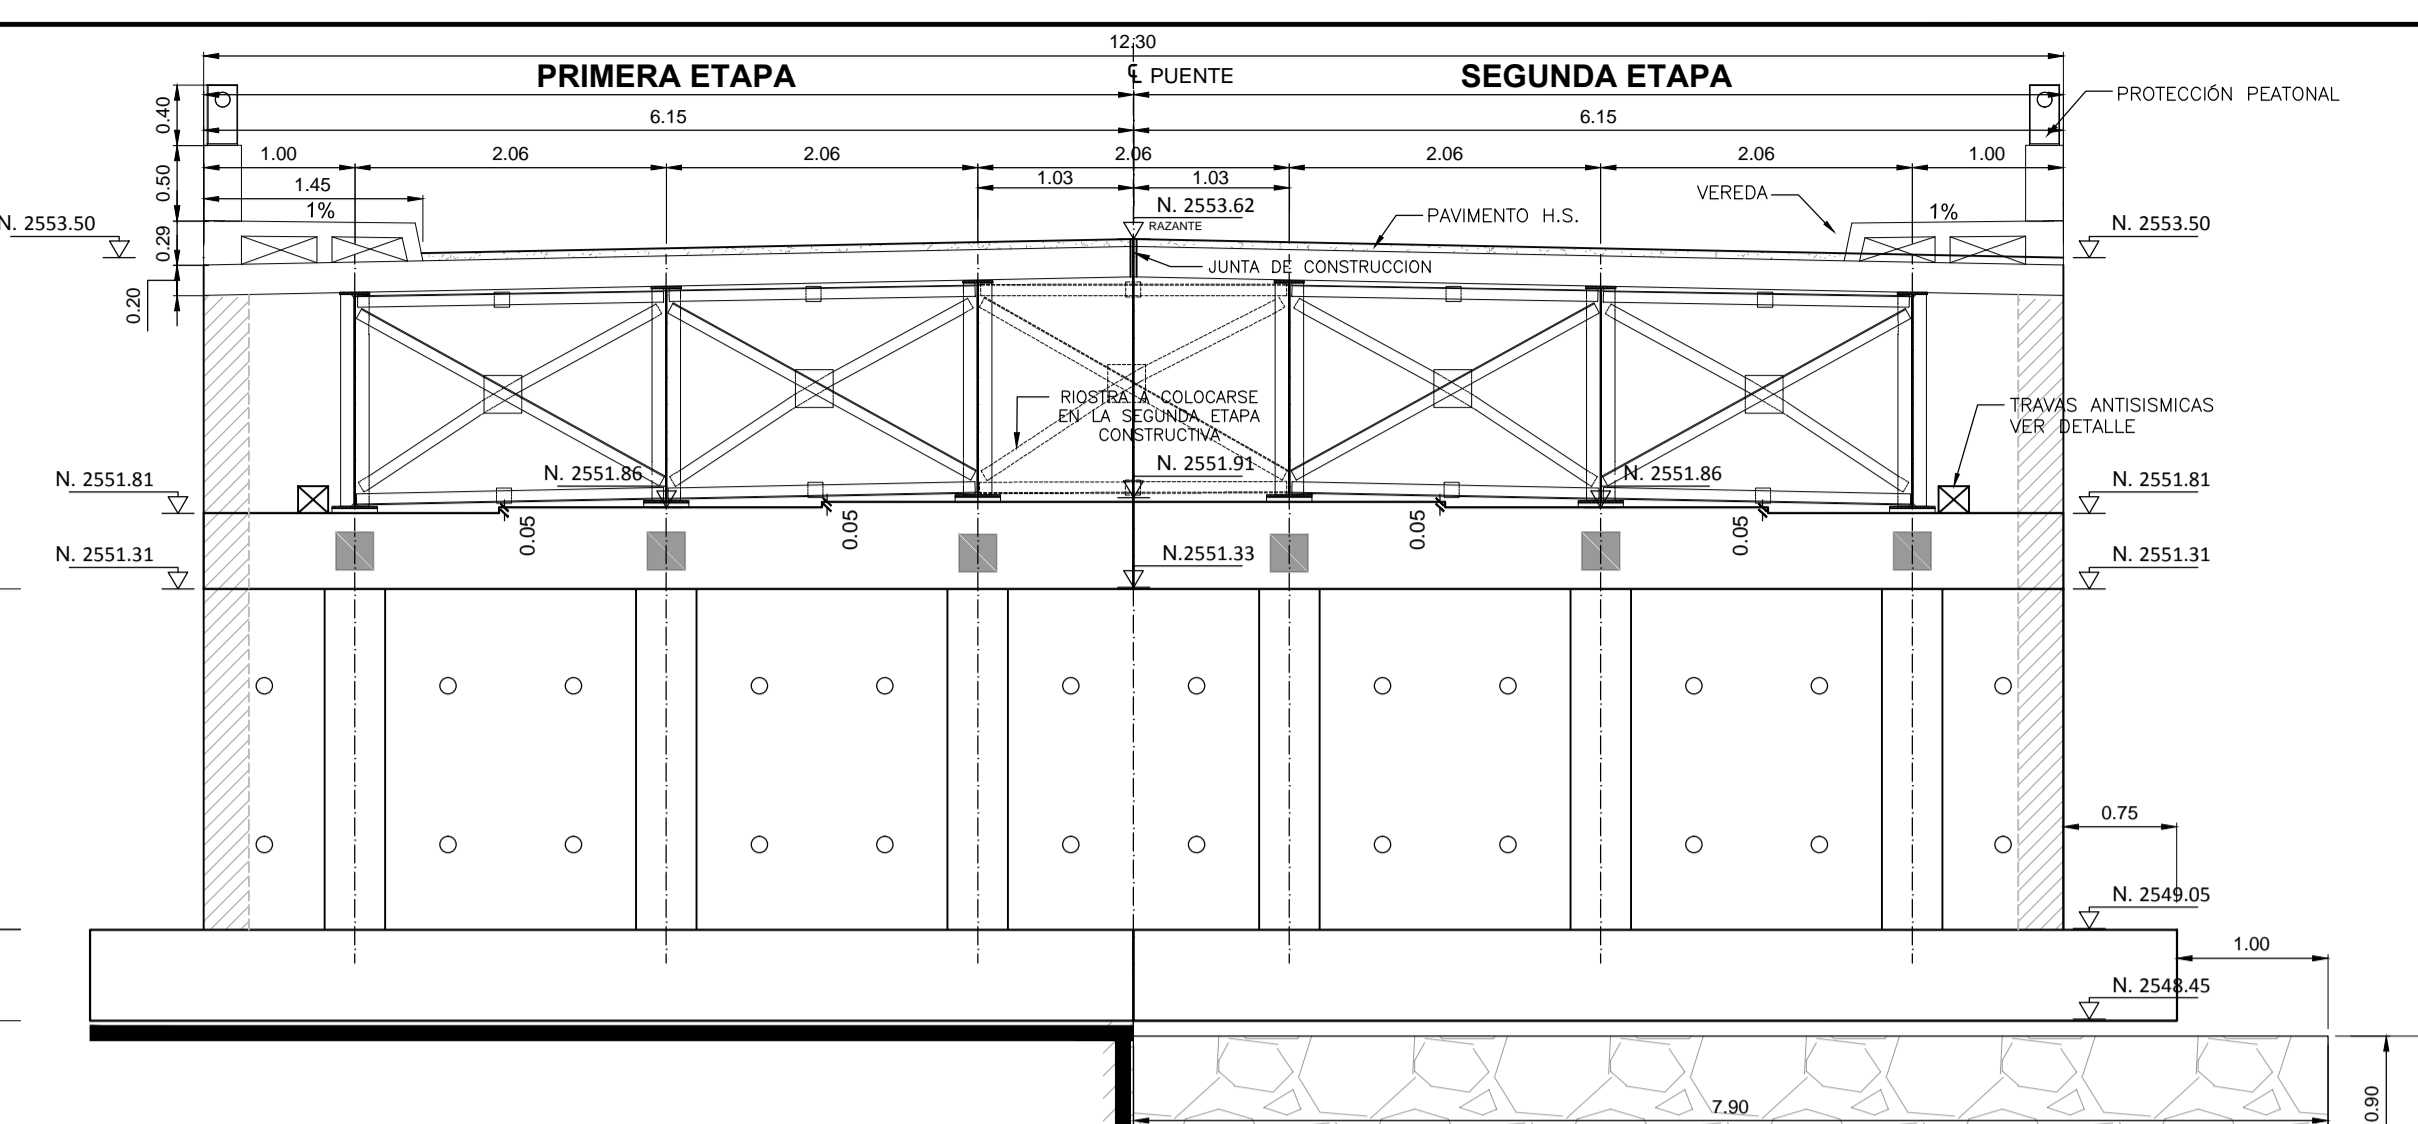 12.30
PRIMERA ETAPA
℄ PUENTE
SEGUNDA ETAPA
PROTECCIÓN PEATONAL
0.40
6.15
6.15
1.00
2.06
2.06
2.06
2.06
2.06
1.00
0.50
1.45
1.03
1.03
VEREDA
1%
N. 2553.62
RAZANTE
PAVIMENTO H.S.
1%
N. 2553.50
N. 2553.50
0.29
JUNTA DE CONSTRUCCION
0.20
RIOSTRA A COLOCARSE
EN LA SEGUNDA ETAPA
CONSTRUCTIVA
TRAVAS ANTISISMICAS
VER DETALLE
N. 2551.81
N. 2551.86
N. 2551.91
N. 2551.86
N. 2551.81
0.05
0.05
0.05
0.05
N. 2551.31
N.2551.33
N. 2551.31
0.75
N. 2549.05
1.00
N. 2548.45
7.90
0.90